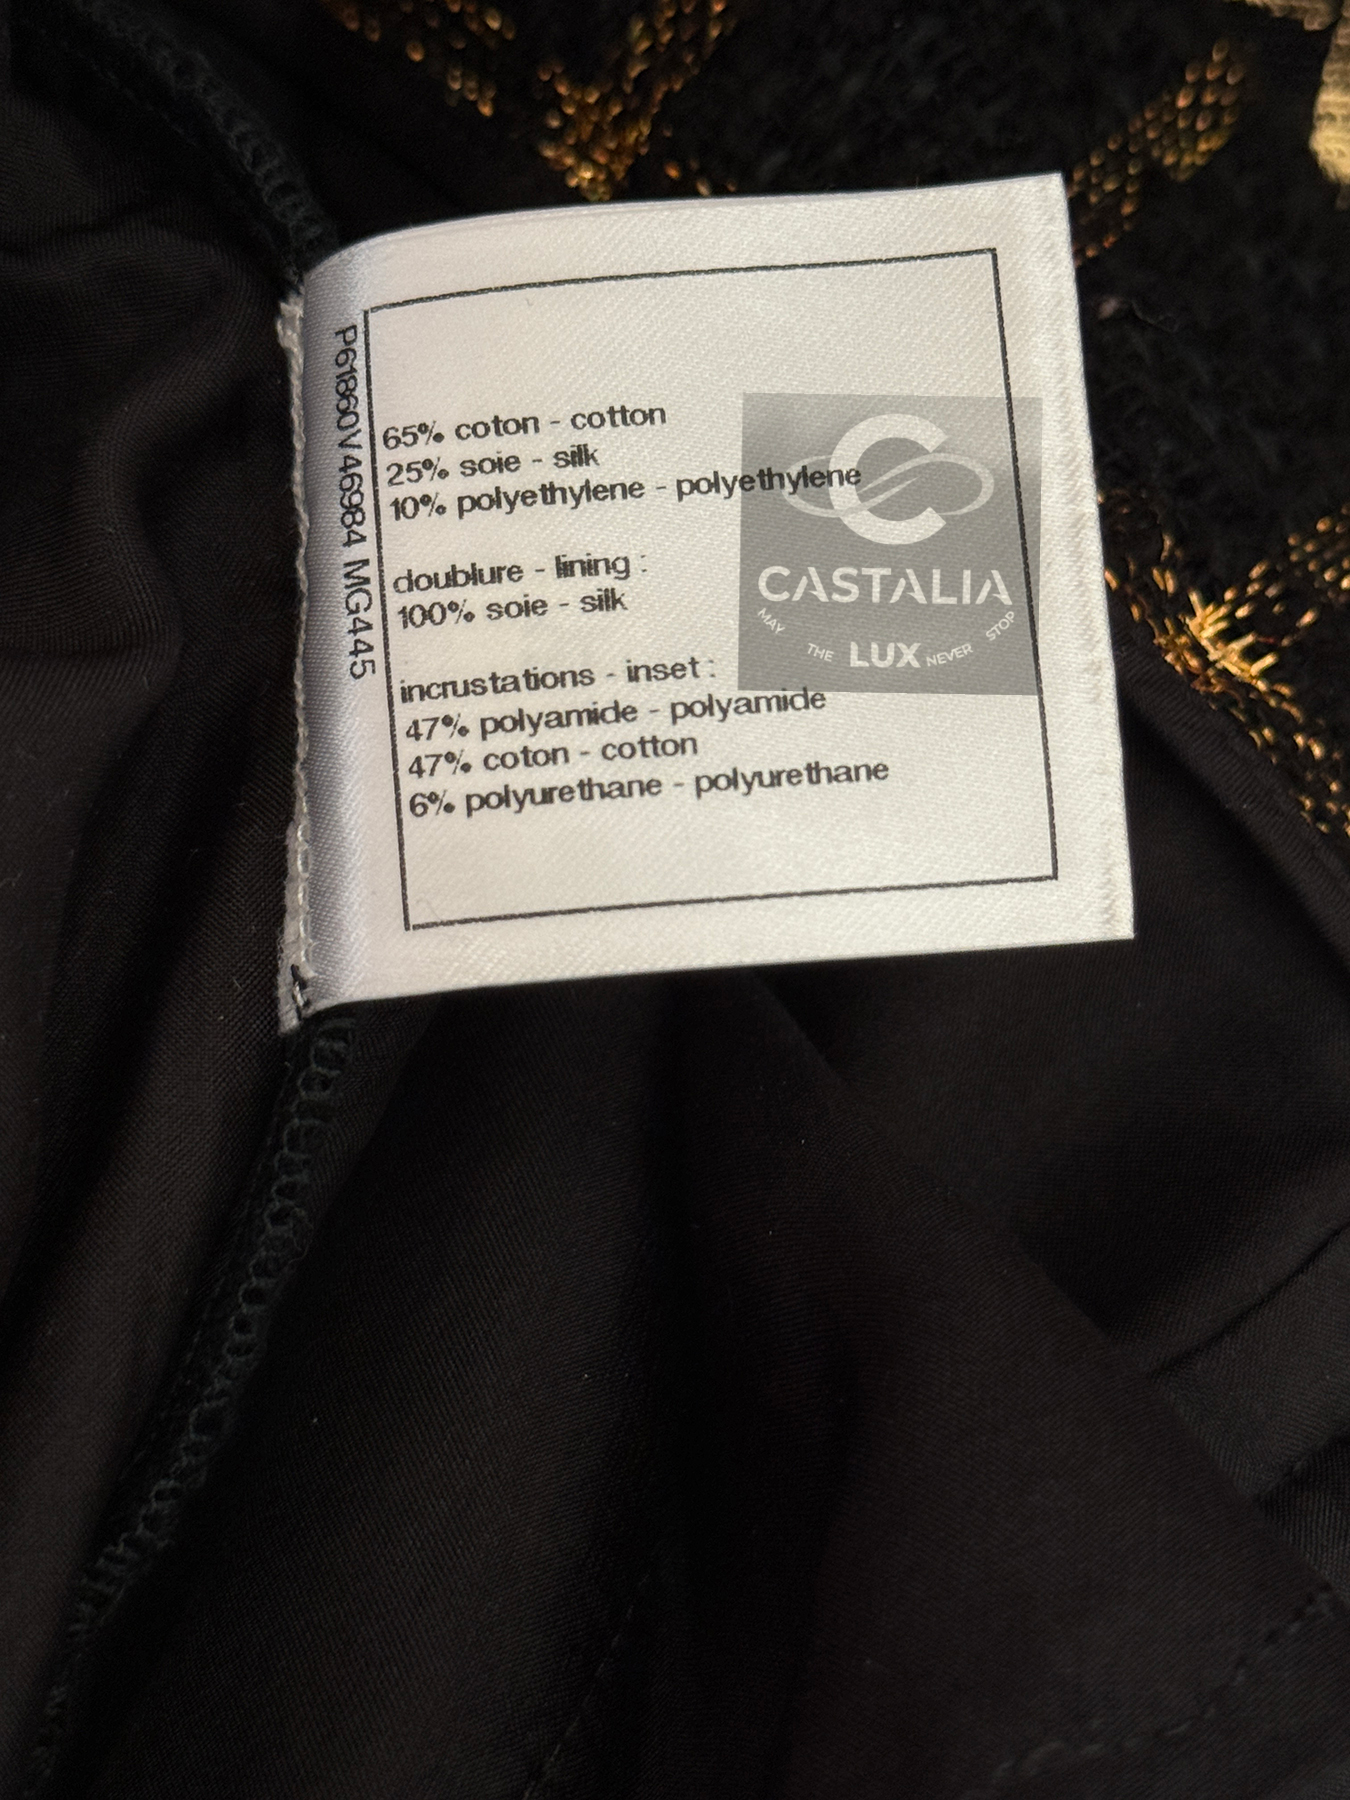 P61860V46984 MG445
65% coton - cotton
25% soie - silk
10% polyethylene - polyethylene
doublure - lining :
100% soie - silk
incrustations - inset :
47% polyamide - polyamide
47% coton - cotton
6% polyurethane - polyurethane
C
CASTALIA
MAY THE LUX NEVER STOP